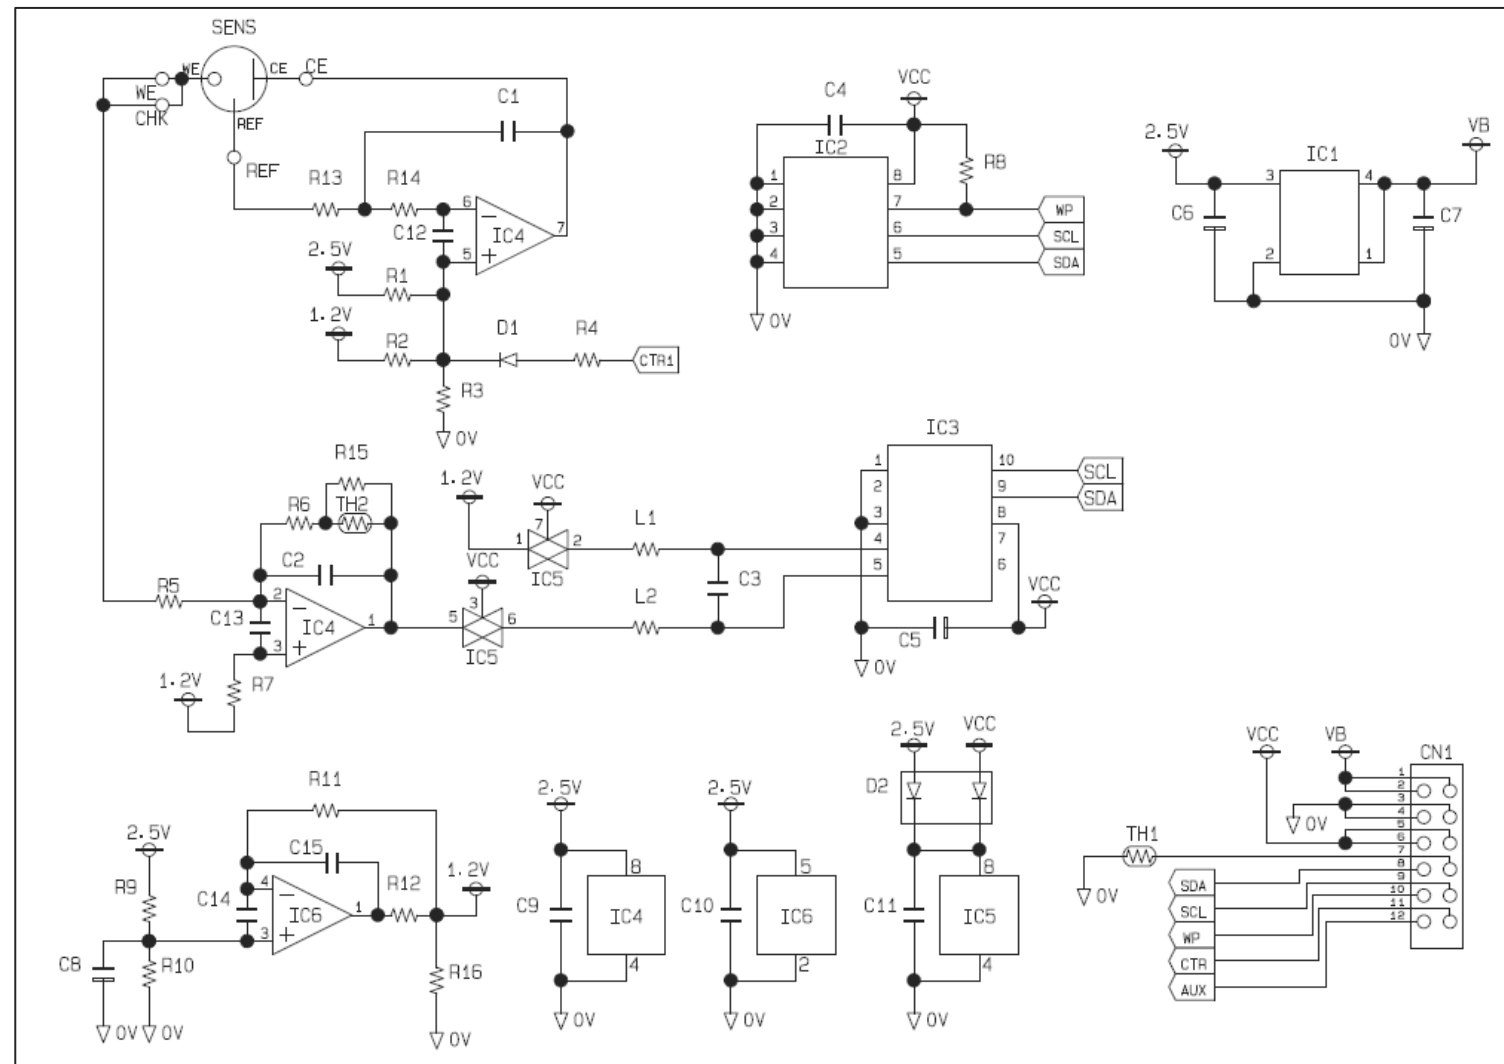 SENS
WE
CE
CE
WE
CHK
REF
REF
C1
R13
R14
6
7
IC4
C12
5
2.5V
R1
1.2V
R2
D1
R4
CTR1
R3
0V
C4
VCC
IC2
R8
1
2
3
4
8
7
6
5
WP
SCL
SDA
0V
2.5V
VB
IC1
3
4
C6
C7
2
1
0V
R15
R6
TH2
C2
R5
2
C13
IC4
1
3
1.2V
R7
1.2V
VCC
7
1
2
IC5
VCC
3
5
6
IC5
L1
L2
C3
IC3
1
2
3
4
5
10
9
8
7
6
SCL
SDA
C5
VCC
0V
R11
2.5V
C15
R9
C14
4
IC6
1
R12
1.2V
3
C8
R10
R16
0V
0V
0V
2.5V
8
C9
IC4
4
0V
2.5V
5
C10
IC6
2
0V
2.5V
VCC
D2
8
C11
IC5
4
0V
VCC
VB
CN1
1
2
3
4
5
6
7
8
9
10
11
12
0V
TH1
0V
SDA
SCL
WP
CTR
AUX